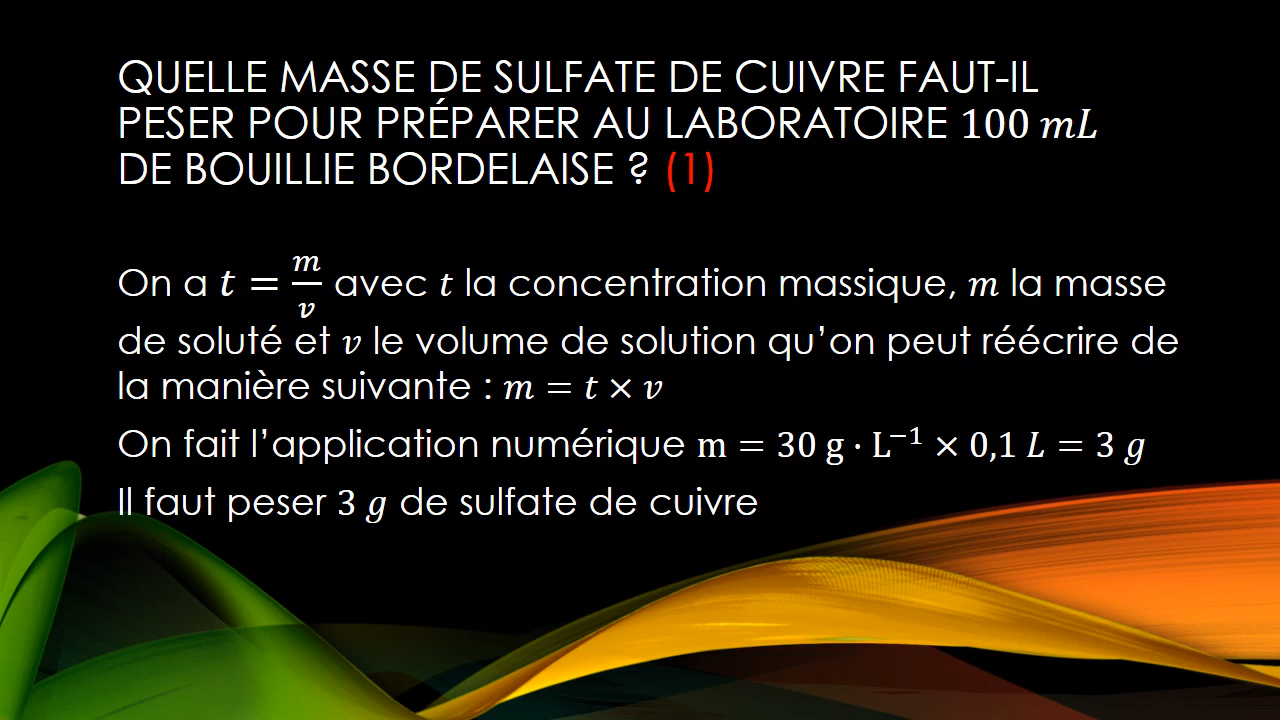 QUELLE MASSE DE SULFATE DE CUIVRE FAUT-IL
PESER POUR PRÉPARER AU LABORATOIRE 100 mL
DE BOUILLIE BORDELAISE ? (1)
On a t = m/v avec t la concentration massique, m la masse
de soluté et v le volume de solution qu’on peut réécrire de
la manière suivante : m = t × v
On fait l’application numérique m = 30 g · L⁻¹ × 0,1 L = 3 g
Il faut peser 3 g de sulfate de cuivre